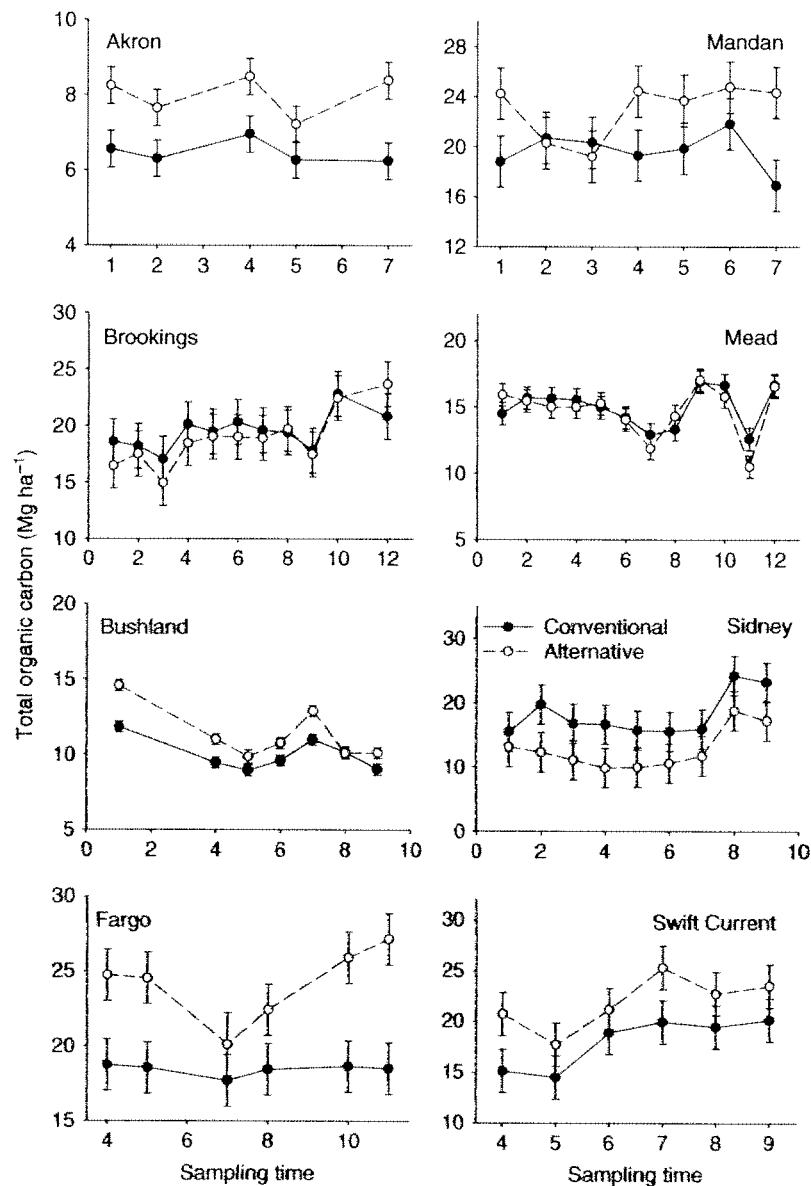 Total organic carbon (Mg ha⁻¹)
Akron
10
8
6
4
1 2 3 4 5 6 7
Mandan
28
24
20
16
12
1 2 3 4 5 6 7
Brookings
30
25
20
15
10
0 2 4 6 8 10 12
Mead
20
15
10
5
0 2 4 6 8 10 12
Bushland
20
15
10
5
0 2 4 6 8 10
Conventional
Alternative
Sidney
30
20
10
0
0 2 4 6 8 10
Fargo
30
25
20
15
4 6 8 10
Sampling time
Swift Current
30
25
20
15
10
4 5 6 7 8 9
Sampling time